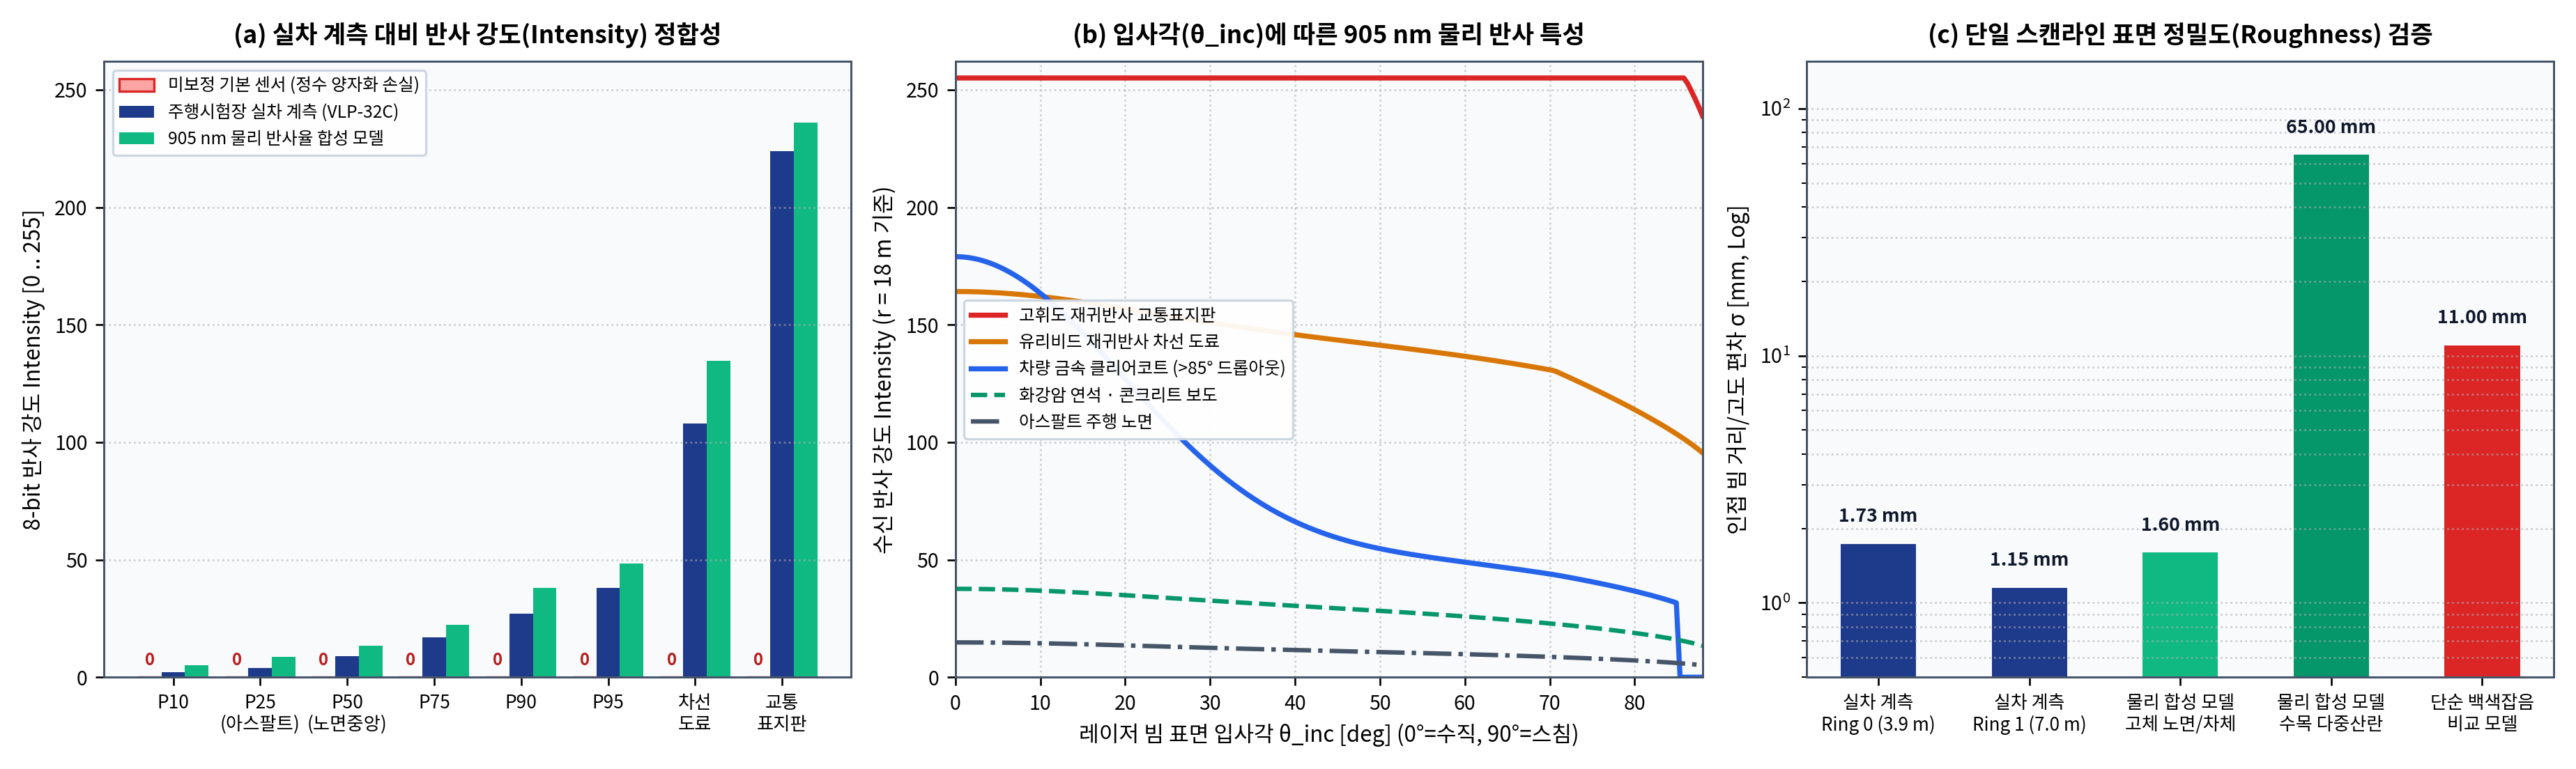 (a) 실차 계측 대비 반사 강도(Intensity) 정합성
8-bit 반사 강도 Intensity [0 .. 255]
250
200
150
100
50
0
미보정 기본 센서 (정수 양자화 손실)
주행시험장 실차 계측 (VLP-32C)
905 nm 물리 반사율 합성 모델
0 0 0 0 0 0 0 0
P10 P25 P50 P75 P90 P95 차선 교통
(아스팔트) (노면중앙) 도료 표지판
(b) 입사각(θ_inc)에 따른 905 nm 물리 반사 특성
수신 반사 강도 Intensity (r = 18 m 기준)
250
200
150
100
50
0
고휘도 재귀반사 교통표지판
유리비드 재귀반사 차선 도료
차량 금속 클리어코트 (>85° 드롭아웃)
화강암 연석 · 콘크리트 보도
아스팔트 주행 노면
0 10 20 30 40 50 60 70 80
레이저 빔 표면 입사각 θ_inc [deg] (0°=수직, 90°=스침)
(c) 단일 스캔라인 표면 정밀도(Roughness) 검증
인접 빔 거리/고도 편차 σ [mm, Log]
10²
10¹
10⁰
1.73 mm
1.15 mm
1.60 mm
65.00 mm
11.00 mm
실차 계측 실차 계측 물리 합성 모델 물리 합성 모델 단순 백색잡음
Ring 0 (3.9 m) Ring 1 (7.0 m) 고체 노면/차체 수목 다중산란 비교 모델